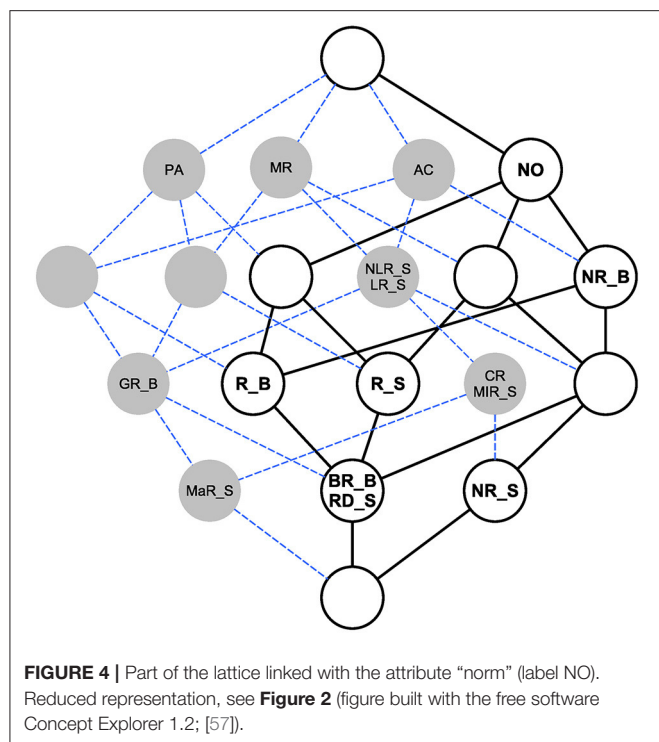 PA
MR
AC
NO
NLR_S
LR_S
NR_B
GR_B
R_B
R_S
CR
MIR_S
MaR_S
BR_B
RD_S
NR_S
FIGURE 4 | Part of the lattice linked with the attribute “norm” (label NO).
Reduced representation, see Figure 2 (figure built with the free software
Concept Explorer 1.2; [57]).